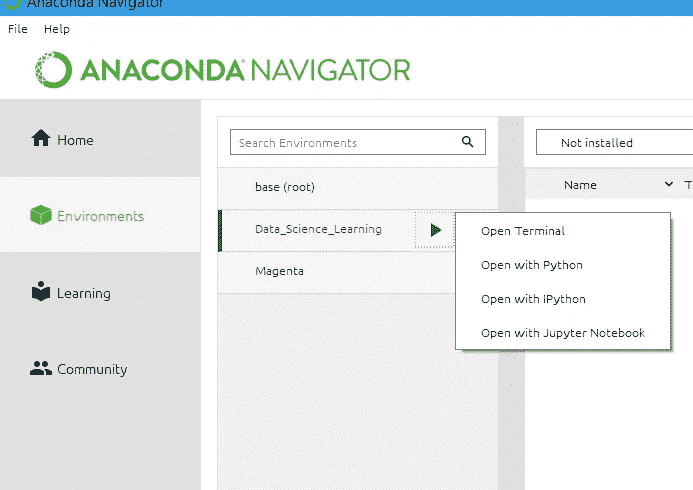 Anaconda Navigator
File Help
ANACONDA NAVIGATOR
Home
Environments
Learning
Community
Search Environments
base (root)
Data_Science_Learning
Magenta
Not installed
Name T
Open Terminal
Open with Python
Open with IPython
Open with Jupyter Notebook